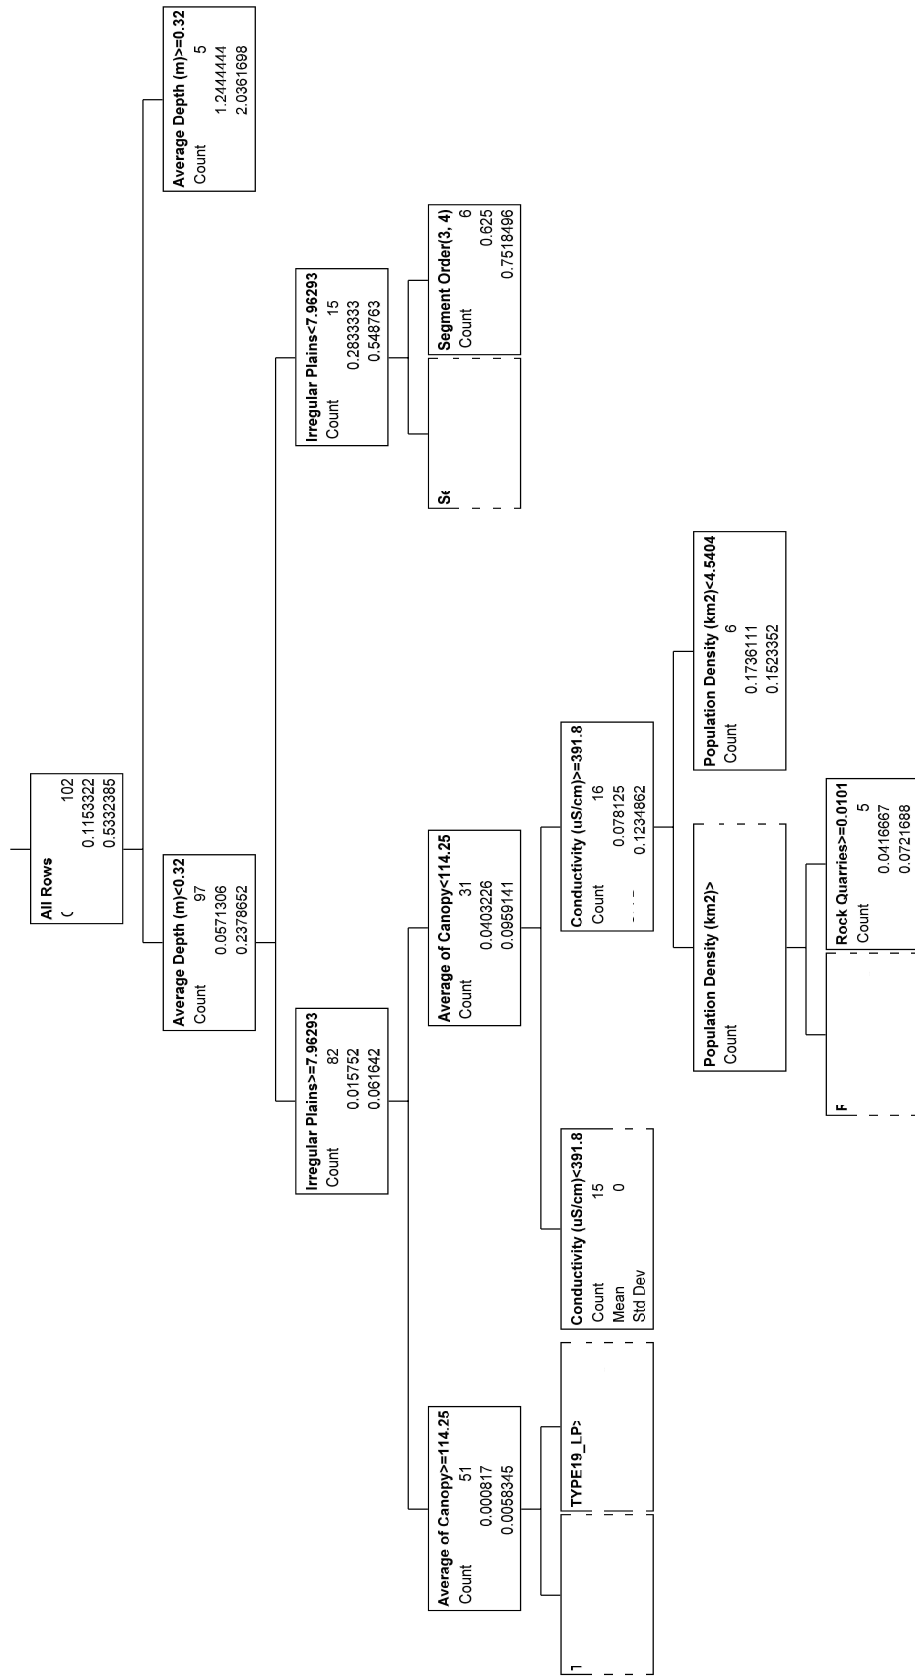 All Rows
102
0.1153322
0.5332385
Average Depth (m)<0.32
Count 97
0.0571306
0.2378652
Average Depth (m)>=0.32
Count 5
1.2444444
2.0361698
Irregular Plains>=7.96293
Count 82
0.015752
0.061642
Irregular Plains<7.96293
Count 15
0.2833333
0.548763
Average of Canopy>=114.25
Count 51
0.000817
0.0058345
Average of Canopy<114.25
Count 31
0.0403226
0.0959141
Segment Order(3, 4)
Count 6
0.625
0.7518496
TYPE19_LP>
Conductivity (uS/cm)<391.8
Count 15
Mean 0
Std Dev
Conductivity (uS/cm)>=391.8
Count 16
0.078125
0.1234862
Population Density (km2)>
Count
Population Density (km2)<4.5404
Count 6
0.1736111
0.1523352
Rock Quarries>=0.0101
Count 5
0.0416667
0.0721688